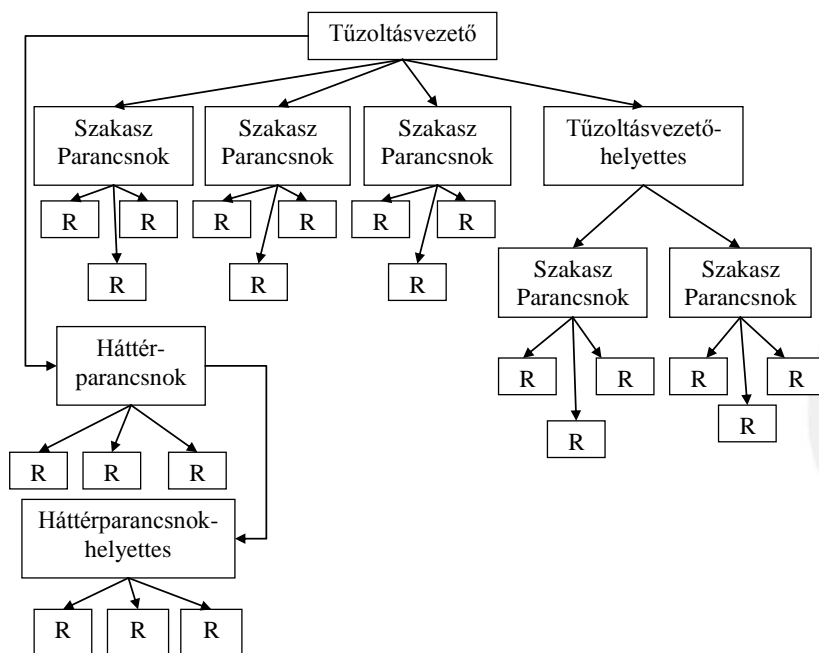 Tűzoltásvezető
Szakasz
Parancsnok
Szakasz
Parancsnok
Szakasz
Parancsnok
Tűzoltásvezető-
helyettes
R
R
R
R
R
R
R
R
R
Szakasz
Parancsnok
Szakasz
Parancsnok
R
R
R
R
R
R
Háttér-
parancsnok
R
R
R
Háttérparancsnok-
helyettes
R
R
R